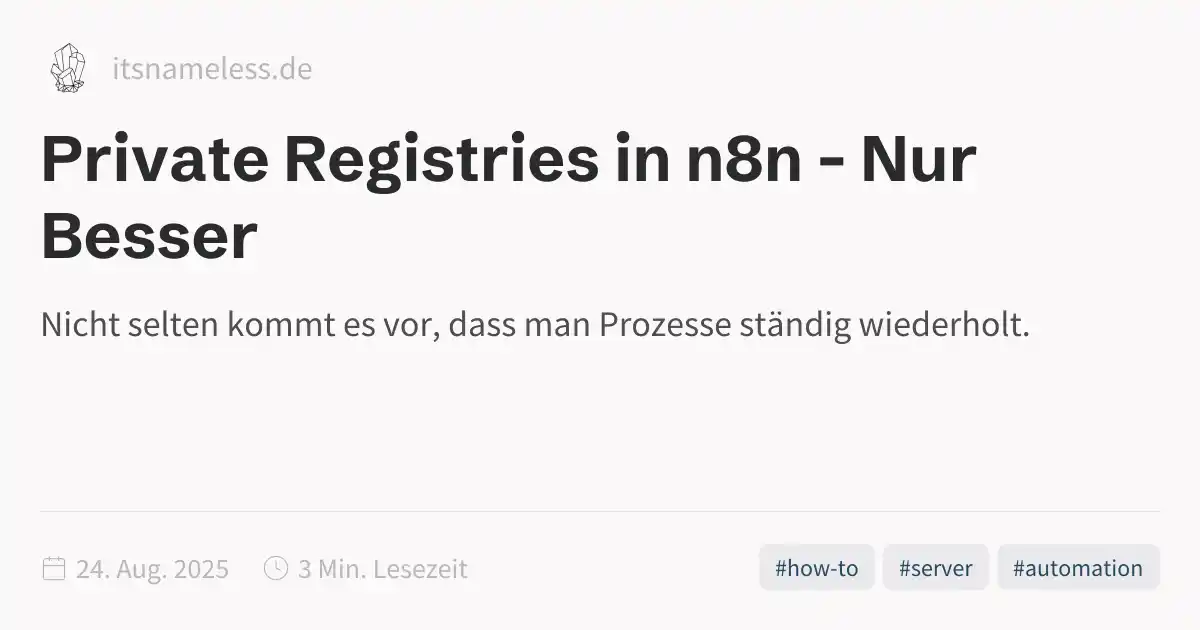 itsnameless.de
Private Registries in n8n - Nur
Besser
Nicht selten kommt es vor, dass man Prozesse ständig wiederholt.
24. Aug. 2025
3 Min. Lesezeit
#how-to
#server
#automation